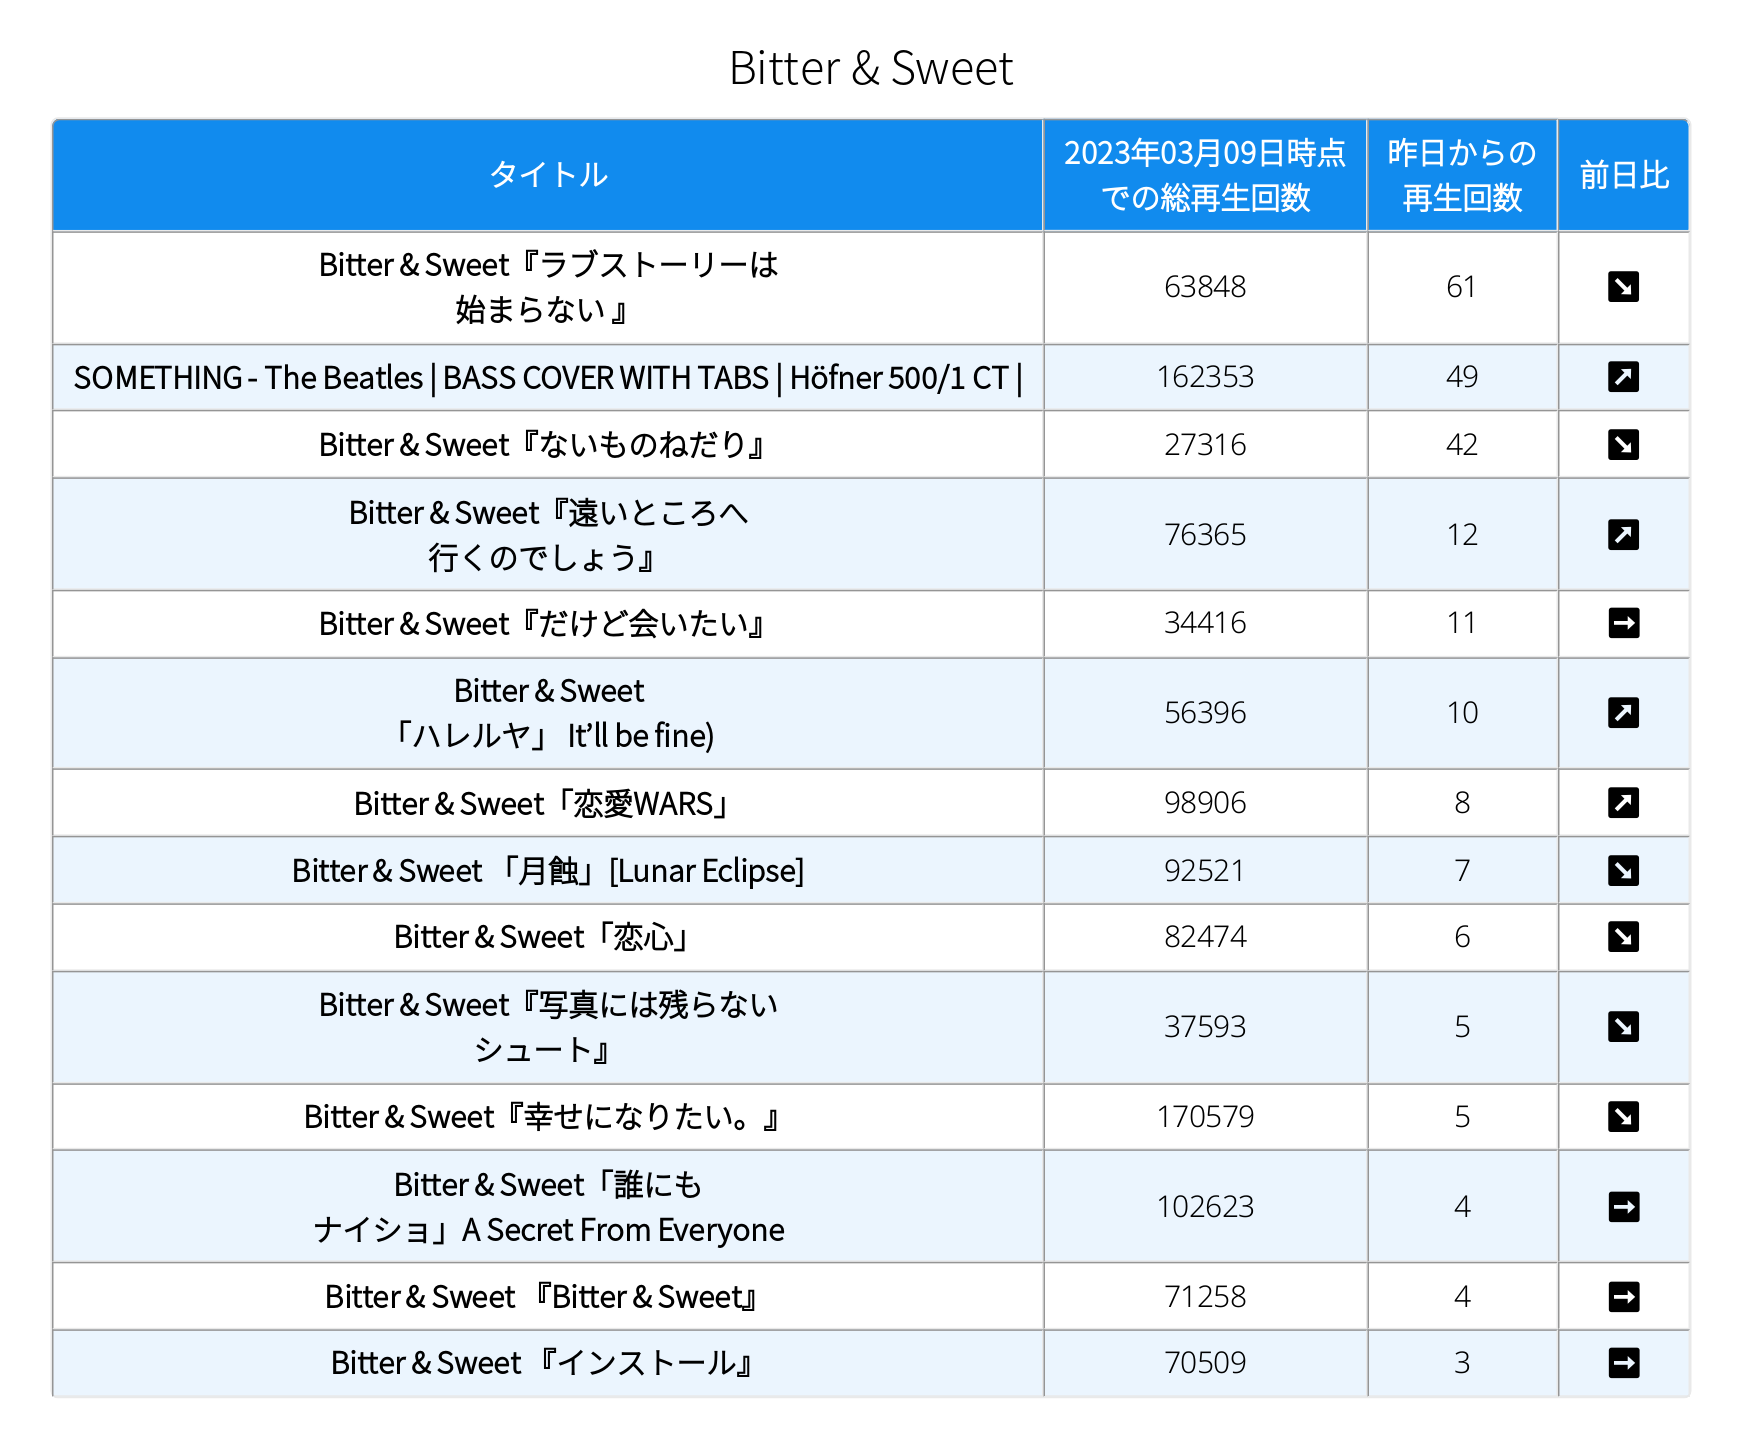 Bitter & Sweet
タイトル
2023年03月09日時点
での総再生回数
昨日からの
再生回数
前日比
Bitter & Sweet『ラブストーリーは
始まらない 』
63848
61
SOMETHING - The Beatles | BASS COVER WITH TABS | Höfner 500/1 CT |
162353
49
Bitter & Sweet『ないものねだり』
27316
42
Bitter & Sweet『遠いところへ
行くのでしょう』
76365
12
Bitter & Sweet『だけど会いたい』
34416
11
Bitter & Sweet
「ハレルヤ」 It’ll be fine)
56396
10
Bitter & Sweet「恋愛WARS」
98906
8
Bitter & Sweet 「月蝕」[Lunar Eclipse]
92521
7
Bitter & Sweet「恋心」
82474
6
Bitter & Sweet『写真には残らない
シュート』
37593
5
Bitter & Sweet『幸せになりたい。』
170579
5
Bitter & Sweet「誰にも
ナイショ」A Secret From Everyone
102623
4
Bitter & Sweet 『Bitter & Sweet』
71258
4
Bitter & Sweet 『インストール』
70509
3